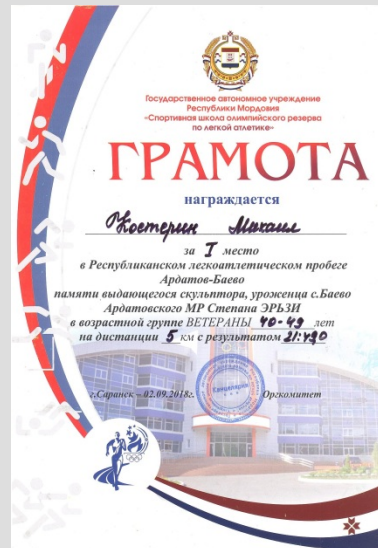 Государственное автономное учреждение
Республики Мордовия
«Спортивная школа олимпийского резерва
по легкой атлетике»
ГРАМОТА
награждается
Костерин Михаил
за I место
в Республиканском легкоатлетическом пробеге
Ардатов-Баево
памяти выдающегося скульптора, уроженца с.Баево
Ардатовского МР Степана ЭРЬЗИ
в возрастной группе ВЕТЕРАНЫ 40-49 лет
на дистанции 5 км с результатом 21:490
г.Саранск – 02.09.2018г. Оргкомитет
Канцелярия